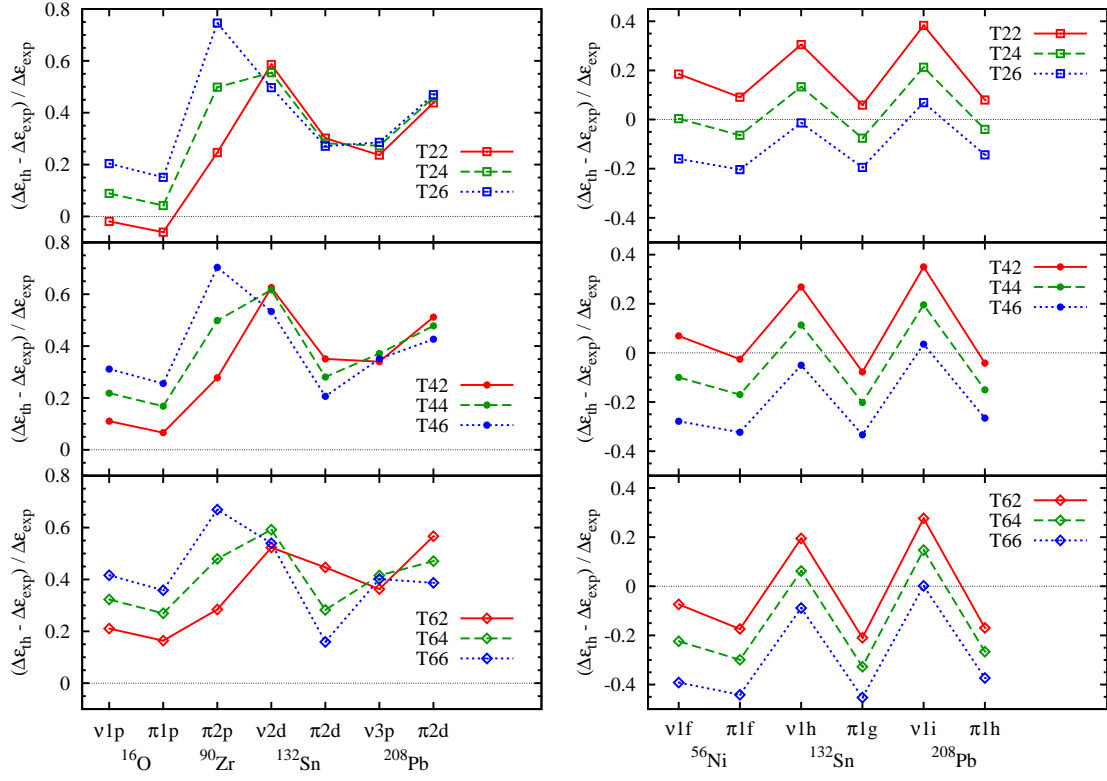 (Δε_th - Δε_exp) / Δε_exp
0.8
0.6
0.4
0.2
0
T22
T24
T26
(Δε_th - Δε_exp) / Δε_exp
0.8
0.6
0.4
0.2
0
T42
T44
T46
(Δε_th - Δε_exp) / Δε_exp
0.8
0.6
0.4
0.2
0
T62
T64
T66
ν1p π1p π2p ν2d π2d ν3p π2d
¹⁶O ⁹⁰Zr ¹³²Sn ²⁰⁸Pb
(Δε_th - Δε_exp) / Δε_exp
0.4
0.2
0
-0.2
-0.4
T22
T24
T26
(Δε_th - Δε_exp) / Δε_exp
0.4
0.2
0
-0.2
-0.4
T42
T44
T46
(Δε_th - Δε_exp) / Δε_exp
0.4
0.2
0
-0.2
-0.4
T62
T64
T66
ν1f π1f ν1h π1g ν1i π1h
⁵⁶Ni ¹³²Sn ²⁰⁸Pb